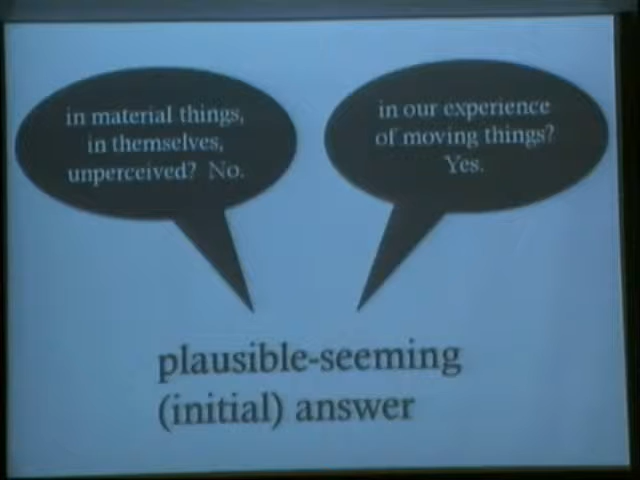 in material things,
in themselves,
unperceived? No.
in our experience
of moving things?
Yes.
plausible-seeming
(initial) answer